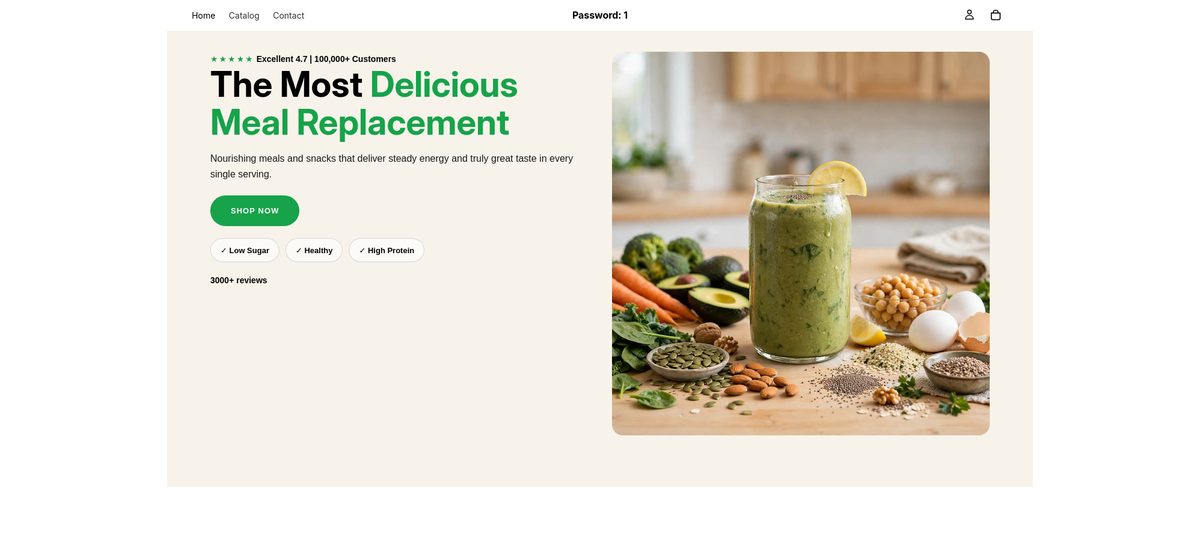 Home Catalog Contact Password: 1
★★★★★ Excellent 4.7 | 100,000+ Customers
The Most Delicious
Meal Replacement
Nourishing meals and snacks that deliver steady energy and truly great taste in every
single serving.
SHOP NOW
✓ Low Sugar ✓ Healthy ✓ High Protein
3000+ reviews